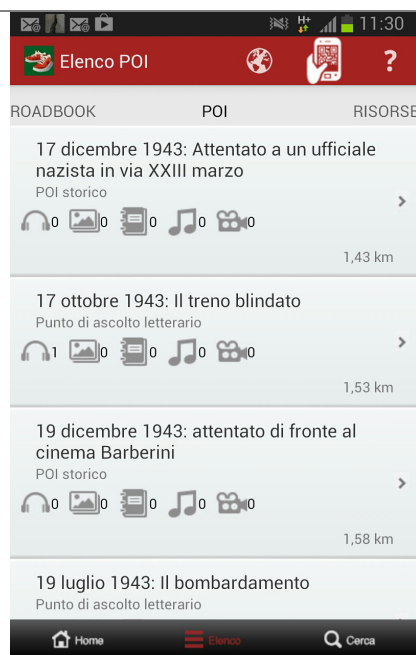 H+ 11:30
Elenco POI ?
ROADBOOK POI RISORSE
17 dicembre 1943: Attentato a un ufficiale
nazista in via XXIII marzo
POI storico
0 0 0 0 0
1,43 km
17 ottobre 1943: Il treno blindato
Punto di ascolto letterario
1 0 0 0 0
1,53 km
19 dicembre 1943: attentato di fronte al
cinema Barberini
POI storico
0 0 0 0 0
1,58 km
19 luglio 1943: Il bombardamento
Punto di ascolto letterario
Home Elenco Cerca